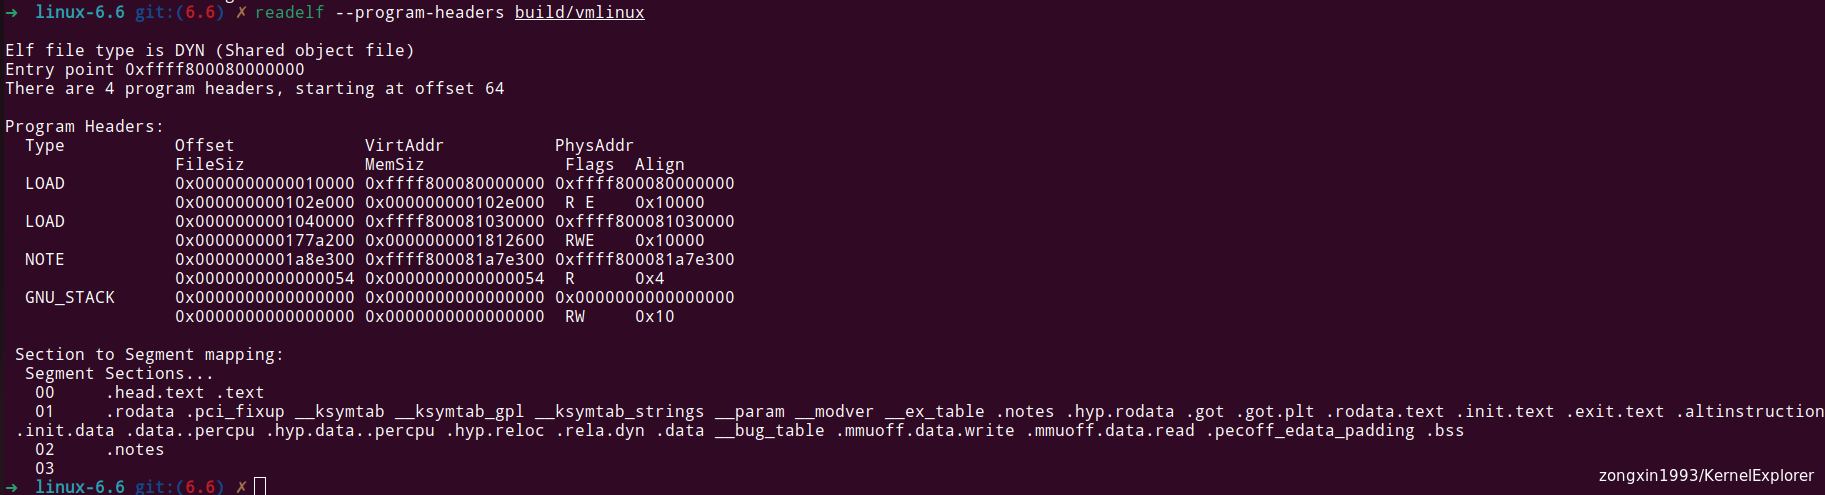 ➜  linux-6.6 git:(6.6) ✗ readelf --program-headers build/vmlinux
Elf file type is DYN (Shared object file)
Entry point 0xffff800080000000
There are 4 program headers, starting at offset 64
Program Headers:
  Type           Offset             VirtAddr           PhysAddr
                 FileSiz            MemSiz              Flags  Align
  LOAD           0x0000000000010000 0xffff800080000000 0xffff800080000000
                 0x000000000102e000 0x000000000102e000  R E    0x10000
  LOAD           0x0000000001040000 0xffff800081030000 0xffff800081030000
                 0x000000000177a200 0x0000000001812600  RWE    0x10000
  NOTE           0x0000000001a8e300 0xffff800081a7e300 0xffff800081a7e300
                 0x0000000000000054 0x0000000000000054  R      0x4
  GNU_STACK      0x0000000000000000 0x0000000000000000 0x0000000000000000
                 0x0000000000000000 0x0000000000000000  RW     0x10
 Section to Segment mapping:
  Segment Sections...
   00     .head.text .text
   01     .rodata .pci_fixup __ksymtab __ksymtab_gpl __ksymtab_strings __param __modver __ex_table .notes .hyp.rodata .got .got.plt .rodata.text .init.text .exit.text .altinstruction
 .init.data .data..percpu .hyp.data..percpu .hyp.reloc .rela.dyn .data __bug_table .mmuoff.data.write .mmuoff.data.read .pecoff_edata_padding .bss
   02     .notes
   03
➜  linux-6.6 git:(6.6) ✗
zongxin1993/KernelExplorer